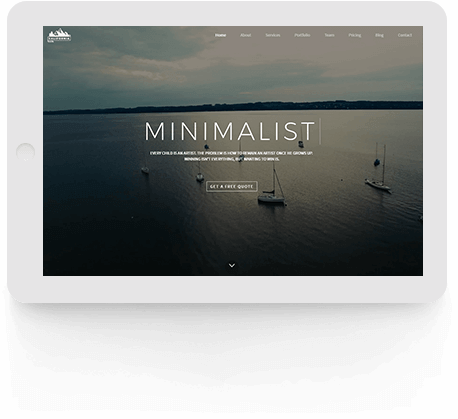 CALIFORNIA
Home About Services Portfolio Team Pricing Blog Contact
MINIMALIST
EVERY CHILD IS AN ARTIST. THE PROBLEM IS HOW TO REMAIN AN ARTIST ONCE HE GROWS UP.
WINNING ISN'T EVERYTHING, BUT WANTING TO WIN IS.
GET A FREE QUOTE